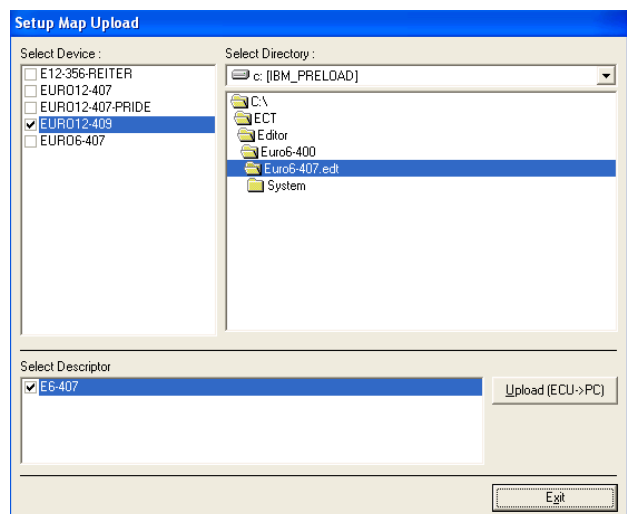 Setup Map Upload
Select Device :
E12-356-REITER
EURO12-407
EURO12-407-PRIDE
EURO12-409
EURO6-407
Select Directory :
c: [IBM_PRELOAD]
C:\
ECT
Editor
Euro6-400
Euro6-407.edt
System
Select Descriptor
E6-407
Upload (ECU->PC)
Exit